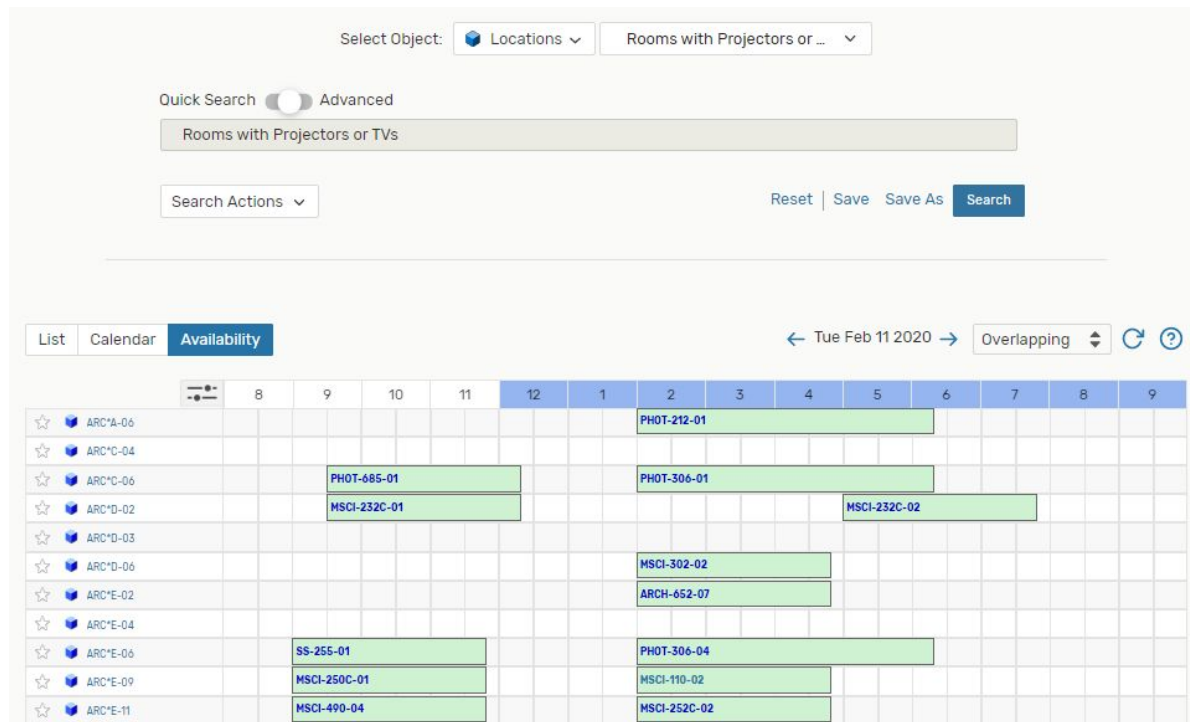 Select Object: Locations Rooms with Projectors or ...
Quick Search Advanced
Rooms with Projectors or TVs
Search Actions Reset | Save Save As Search
List Calendar Availability Tue Feb 11 2020 Overlapping ?
8 9 10 11 12 1 2 3 4 5 6 7 8 9
ARC*A-06 PHOT-212-01
ARC*C-04
ARC*C-06 PHOT-685-01 PHOT-306-01
ARC*D-02 MSCI-232C-01 MSCI-232C-02
ARC*D-03
ARC*D-06 MSCI-302-02
ARC*E-02 ARCH-652-07
ARC*E-04
ARC*E-06 SS-255-01 PHOT-306-04
ARC*E-09 MSCI-250C-01 MSCI-110-02
ARC*E-11 MSCI-490-04 MSCI-252C-02